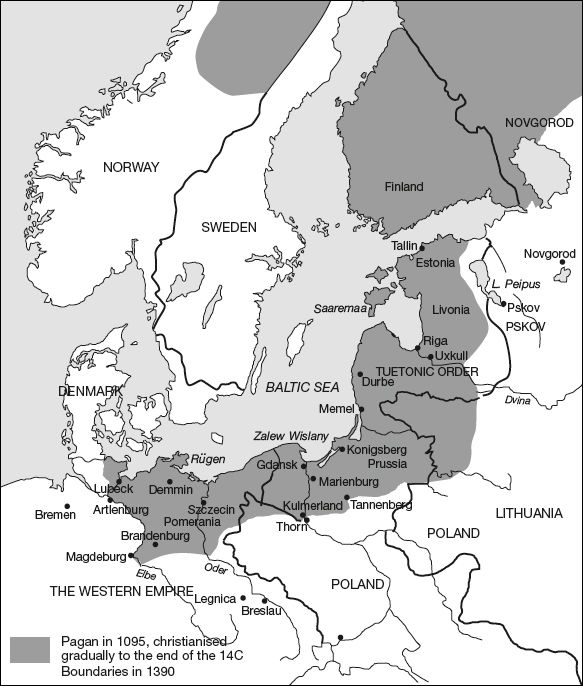 NOVGOROD
NORWAY
Finland
SWEDEN
Tallin
Estonia
Novgorod
L. Peipus
Saaremaa
Livonia
Pskov
PSKOV
Riga
Uxkull
TUETONIC ORDER
DENMARK
BALTIC SEA
Durbe
Dvina
Memel
Zalew Wislany
Konigsberg
Rügen
Gdansk
Prussia
Marienburg
Lubeck
Demmin
Artlenburg
Szczecin
Kulmerland
Tannenberg
Bremen
Pomerania
Thorn
LITHUANIA
Brandenburg
POLAND
Magdeburg
Elbe
Oder
THE WESTERN EMPIRE
POLAND
Legnica
Breslau
Pagan in 1095, christianised
gradually to the end of the 14C
Boundaries in 1390